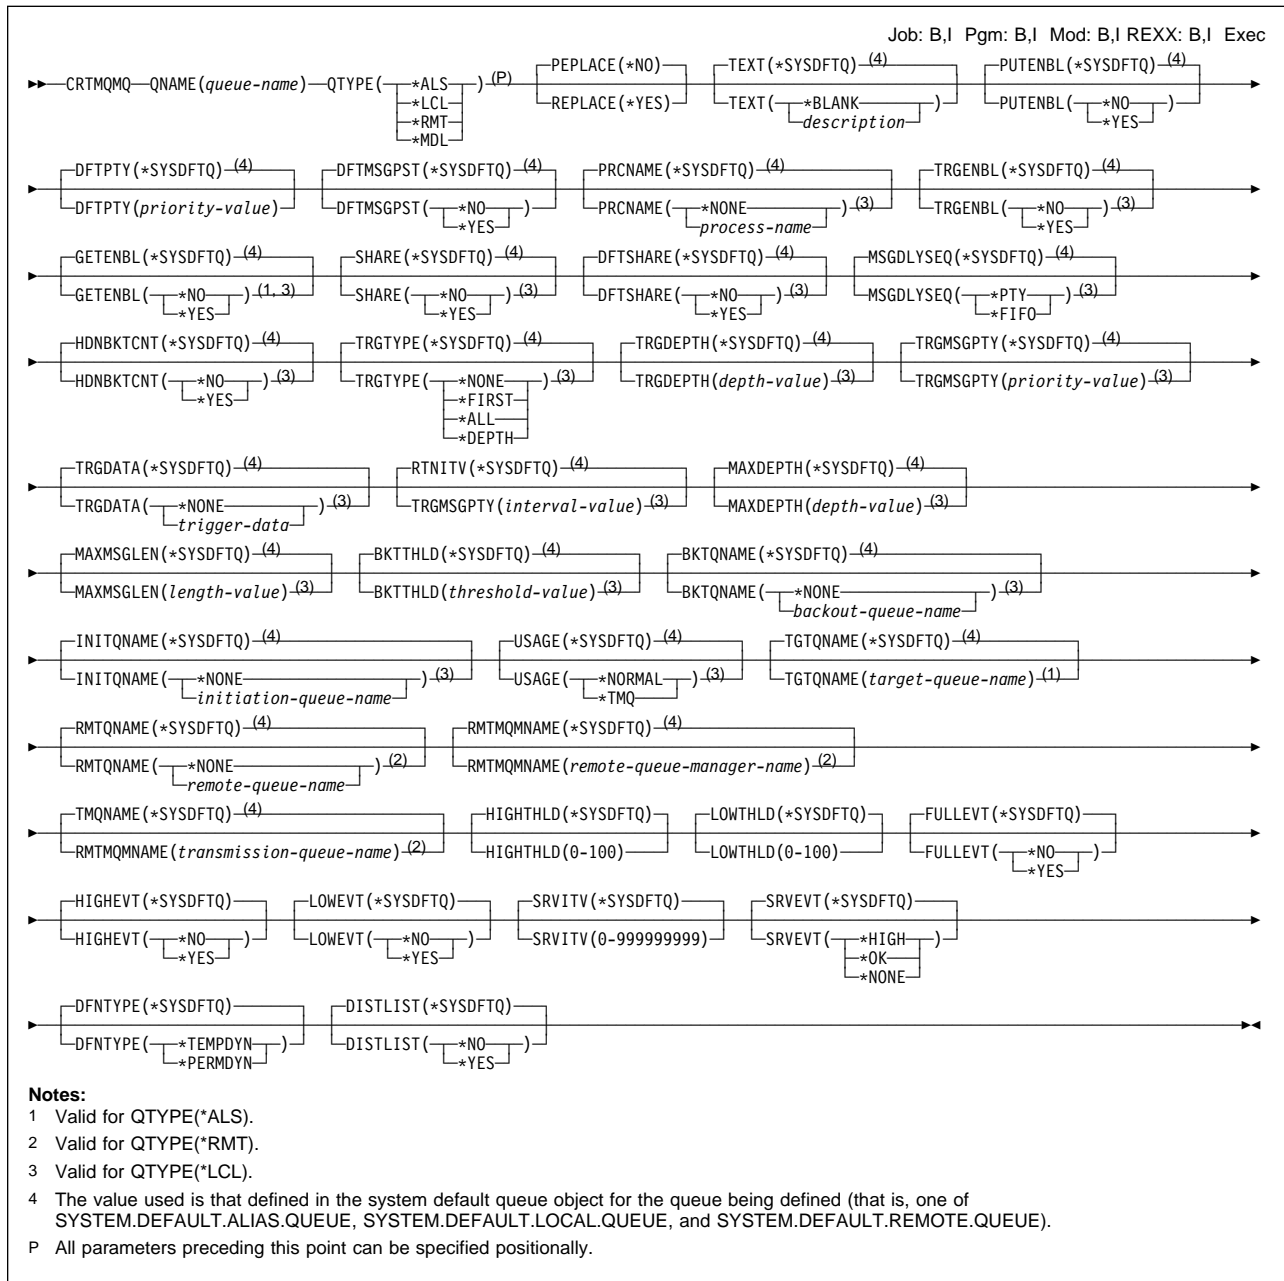 Job: B,I Pgm: B,I Mod: B,I REXX: B,I Exec
PEPLACE(*NO) TEXT(*SYSDFTQ) (4) PUTENBL(*SYSDFTQ) (4)
CRTMQMQ QNAME(queue-name) QTYPE( *ALS ) (P)
REPLACE(*YES) TEXT( *BLANK ) PUTENBL( *NO )
*LCL description *YES
*RMT
*MDL
DFTPTY(*SYSDFTQ) (4) DFTMSGPST(*SYSDFTQ) (4) PRCNAME(*SYSDFTQ) (4) TRGENBL(*SYSDFTQ) (4)
DFTPTY(priority-value) DFTMSGPST( *NO ) PRCNAME( *NONE ) (3) TRGENBL( *NO ) (3)
*YES process-name *YES
GETENBL(*SYSDFTQ) (4) SHARE(*SYSDFTQ) (4) DFTSHARE(*SYSDFTQ) (4) MSGDLYSEQ(*SYSDFTQ) (4)
GETENBL( *NO ) (1, 3) SHARE( *NO ) (3) DFTSHARE( *NO ) (3) MSGDLYSEQ( *PTY ) (3)
*YES *YES *YES *FIFO
HDNBKTCNT(*SYSDFTQ) (4) TRGTYPE(*SYSDFTQ) (4) TRGDEPTH(*SYSDFTQ) (4) TRGMSGPTY(*SYSDFTQ) (4)
HDNBKTCNT( *NO ) (3) TRGTYPE( *NONE ) (3) TRGDEPTH(depth-value) (3) TRGMSGPTY(priority-value) (3)
*YES *FIRST
*ALL
*DEPTH
TRGDATA(*SYSDFTQ) (4) RTNITV(*SYSDFTQ) (4) MAXDEPTH(*SYSDFTQ) (4)
TRGDATA( *NONE ) (3) TRGMSGPTY(interval-value) (3) MAXDEPTH(depth-value) (3)
trigger-data
MAXMSGLEN(*SYSDFTQ) (4) BKTTHLD(*SYSDFTQ) (4) BKTQNAME(*SYSDFTQ) (4)
MAXMSGLEN(length-value) (3) BKTTHLD(threshold-value) (3) BKTQNAME( *NONE ) (3)
backout-queue-name
INITQNAME(*SYSDFTQ) (4) USAGE(*SYSDFTQ) (4) TGTQNAME(*SYSDFTQ) (4)
INITQNAME( *NONE ) (3) USAGE( *NORMAL ) (3) TGTQNAME(target-queue-name) (1)
initiation-queue-name *TMQ
RMTQNAME(*SYSDFTQ) (4) RMTMQMNAME(*SYSDFTQ) (4)
RMTQNAME( *NONE ) (2) RMTMQMNAME(remote-queue-manager-name) (2)
remote-queue-name
TMQNAME(*SYSDFTQ) (4) HIGHTHLD(*SYSDFTQ) LOWTHLD(*SYSDFTQ) FULLEVT(*SYSDFTQ)
RMTMQMNAME(transmission-queue-name) (2) HIGHTHLD(0-100) LOWTHLD(0-100) FULLEVT( *NO )
*YES
HIGHEVT(*SYSDFTQ) LOWEVT(*SYSDFTQ) SRVITV(*SYSDFTQ) SRVEVT(*SYSDFTQ)
HIGHEVT( *NO ) LOWEVT( *NO ) SRVITV(0-999999999) SRVEVT( *HIGH )
*YES *YES *OK
*NONE
DFNTYPE(*SYSDFTQ) DISTLIST(*SYSDFTQ)
DFNTYPE( *TEMPDYN ) DISTLIST( *NO )
*PERMDYN *YES
Notes:
1 Valid for QTYPE(*ALS).
2 Valid for QTYPE(*RMT).
3 Valid for QTYPE(*LCL).
4 The value used is that defined in the system default queue object for the queue being defined (that is, one of
SYSTEM.DEFAULT.ALIAS.QUEUE, SYSTEM.DEFAULT.LOCAL.QUEUE, and SYSTEM.DEFAULT.REMOTE.QUEUE).
P All parameters preceding this point can be specified positionally.